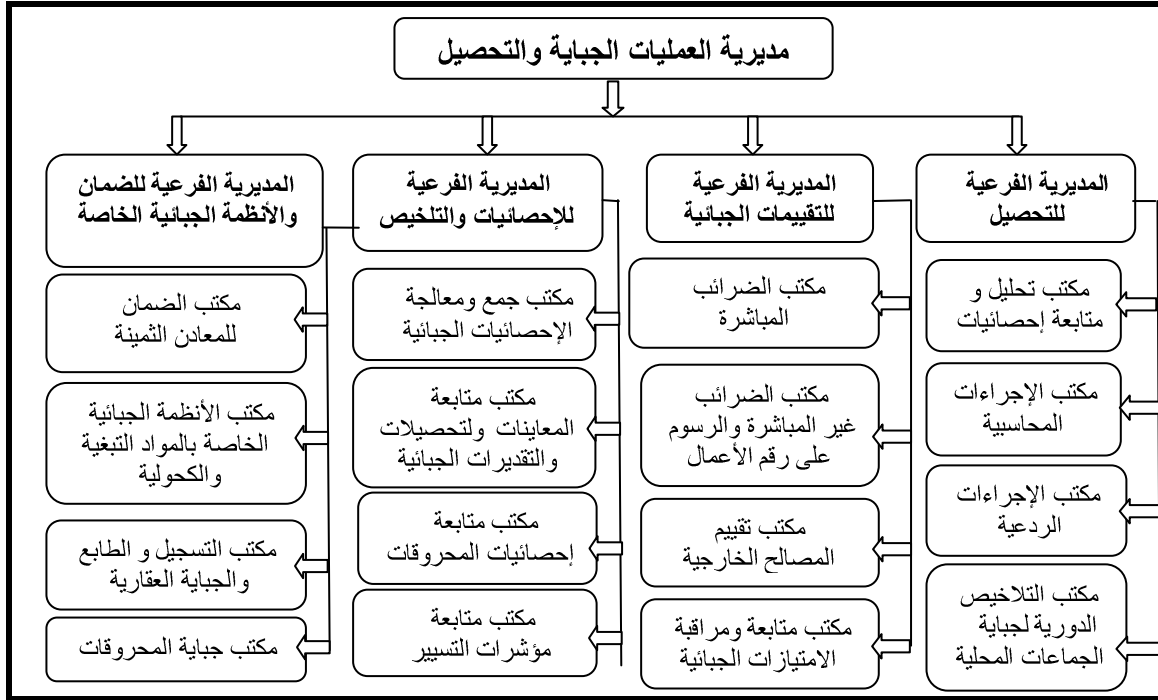 مديرية العمليات الجباية والتحصيل
المديرية الفرعية
للتحصيل
مكتب تحليل و
متابعة إحصائيات
مكتب الإجراءات
المحاسبية
مكتب الإجراءات
الردعية
مكتب التلاخيص
الدورية لجباية
الجماعات المحلية
المديرية الفرعية
للتقييمات الجبائية
مكتب الضرائب
المباشرة
مكتب الضرائب
غير المباشرة والرسوم
على رقم الأعمال
مكتب تقييم
المصالح الخارجية
مكتب متابعة ومراقبة
الامتيازات الجبائية
المديرية الفرعية
للإحصائيات والتلخيص
مكتب جمع ومعالجة
الإحصائيات الجبائية
مكتب متابعة
المعاينات ولتحصيلات
والتقديرات الجبائية
مكتب متابعة
إحصائيات المحروقات
مكتب متابعة
مؤشرات التسيير
المديرية الفرعية للضمان
والأنظمة الجبائية الخاصة
مكتب الضمان
للمعادن الثمينة
مكتب الأنظمة الجبائية
الخاصة بالمواد التبغية
والكحولية
مكتب التسجيل و الطابع
والجباية العقارية
مكتب جباية المحروقات